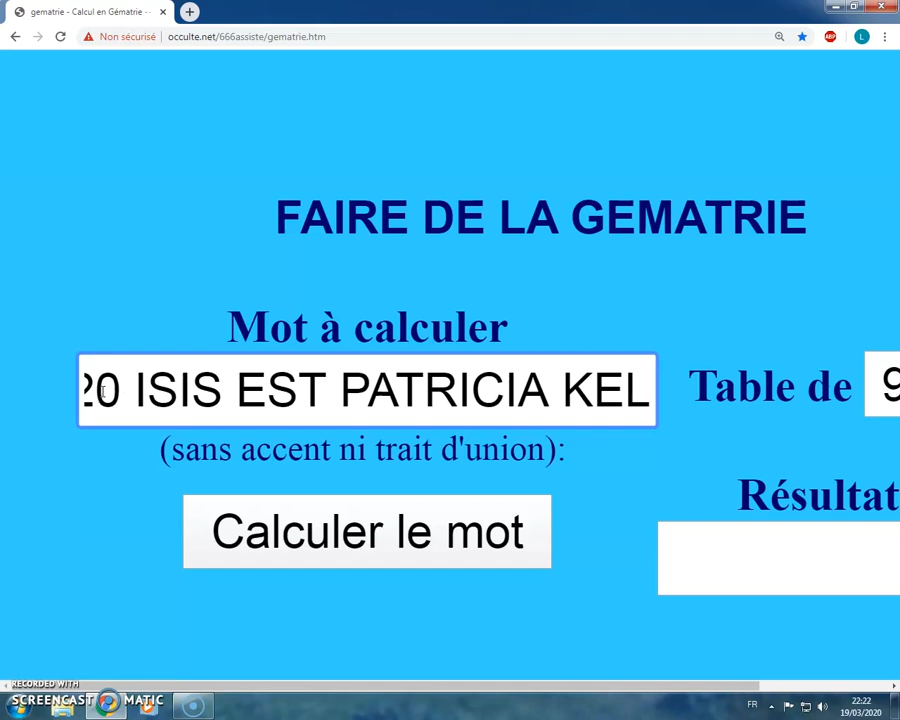 gematrie - Calcul en Gématrie -
Non sécurisé
occulte.net/666assiste/gematrie.htm
ABP
L
FAIRE DE LA GEMATRIE
Mot à calculer
20 ISIS EST PATRICIA KEL
Table de 9
(sans accent ni trait d'union):
Résultat
Calculer le mot
RECORDED WITH
SCREENCAST MATIC
FR
22:22
19/03/2020